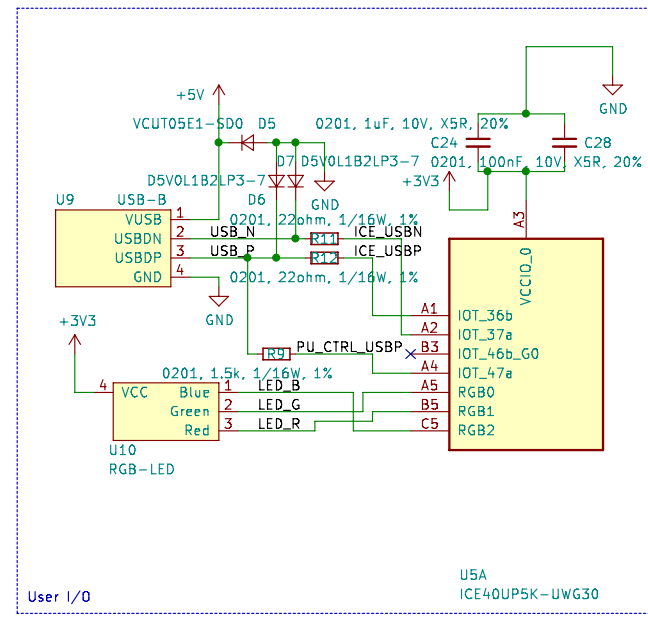 +5V
GND
VCUT05E1-SD0 D5
0201, 1uF, 10V, X5R, 20%
C24
C28
D7 D5V0L1B2LP3-7
0201, 100nF, 10V, X5R, 20%
D5V0L1B2LP3-7
+3V3
U9
USB-B
D6
GND
A3
VUSB 1
0201, 22ohm, 1/16W, 1%
USBDN 2
USB_N
R11
ICE_USBN
USBDP 3
USB_P
R12
ICE_USBP
VCCIO_0
GND 4
0201, 22ohm, 1/16W, 1%
GND
A1 IOT_36b
+3V3
A2 IOT_37a
R9
PU_CTRL_USBP
B3 IOT_46b_G0
0201, 1.5k, 1/16W, 1%
A4 IOT_47a
4 VCC
Blue 1
LED_B
A5 RGB0
Green 2
LED_G
B5 RGB1
Red 3
LED_R
C5 RGB2
U10
RGB-LED
U5A
ICE40UP5K-UWG30
User I/O